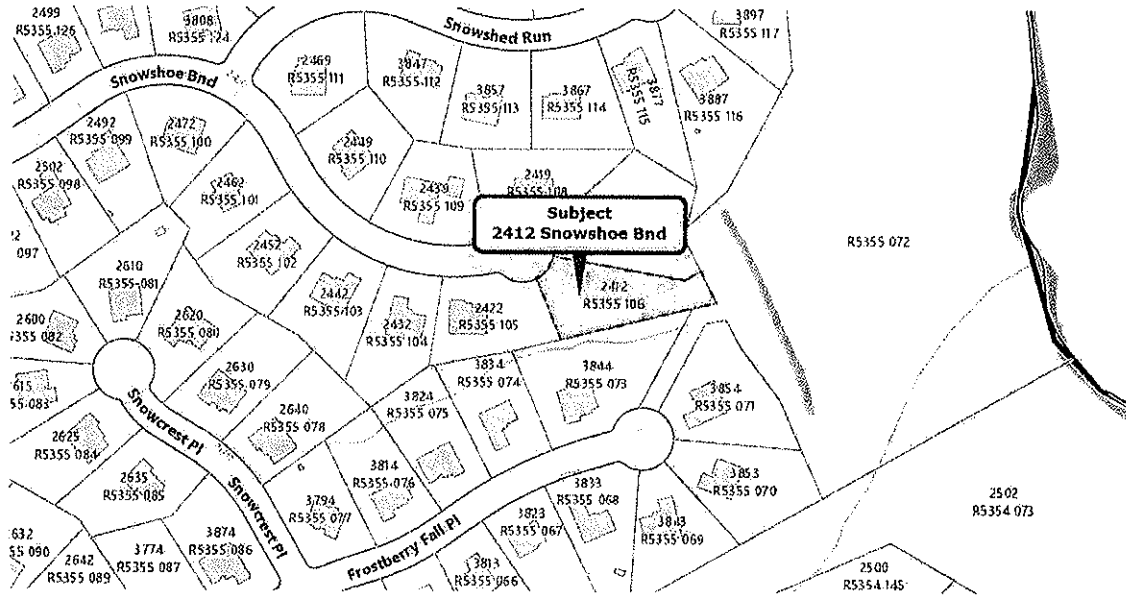 2499
R5355 126
3808
R5355 124
Snowshed Run
3897
R5355 117
2469
R5355 111
3847
R5355 112
3857
R5355 113
3867
R5355 114
3877
R5355 115
3887
R5355 116
Snowshoe Bnd
2492
R5355 099
2472
R5355 100
2449
R5355 110
2502
R5355 098
2462
R5355 101
2439
R5355 109
2419
R5355 108
Subject
2412 Snowshoe Bnd
097
2452
R5355 102
R5355 072
2610
R5355 081
2442
R5355 103
2412
R5355 106
2600
R5355 082
2620
R5355 080
2432
R5355 104
2422
R5355 105
2630
R5355 079
3834
R5355 074
3844
R5355 073
615
55 083
3824
R5355 075
3854
R5355 071
Snowcrest Pl
2640
R5355 078
2625
R5355 084
3814
R5355 076
3853
R5355 070
2635
R5355 085
Snowcrest Pl
3794
R5355 077
3833
R5355 068
2502
R5354 073
3823
R5355 067
3843
R5355 069
632
55 090
2642
R5355 089
3774
R5355 087
3874
R5355 086
Frostberry Fall Pl
3813
R5355 066
2500
R5354 145